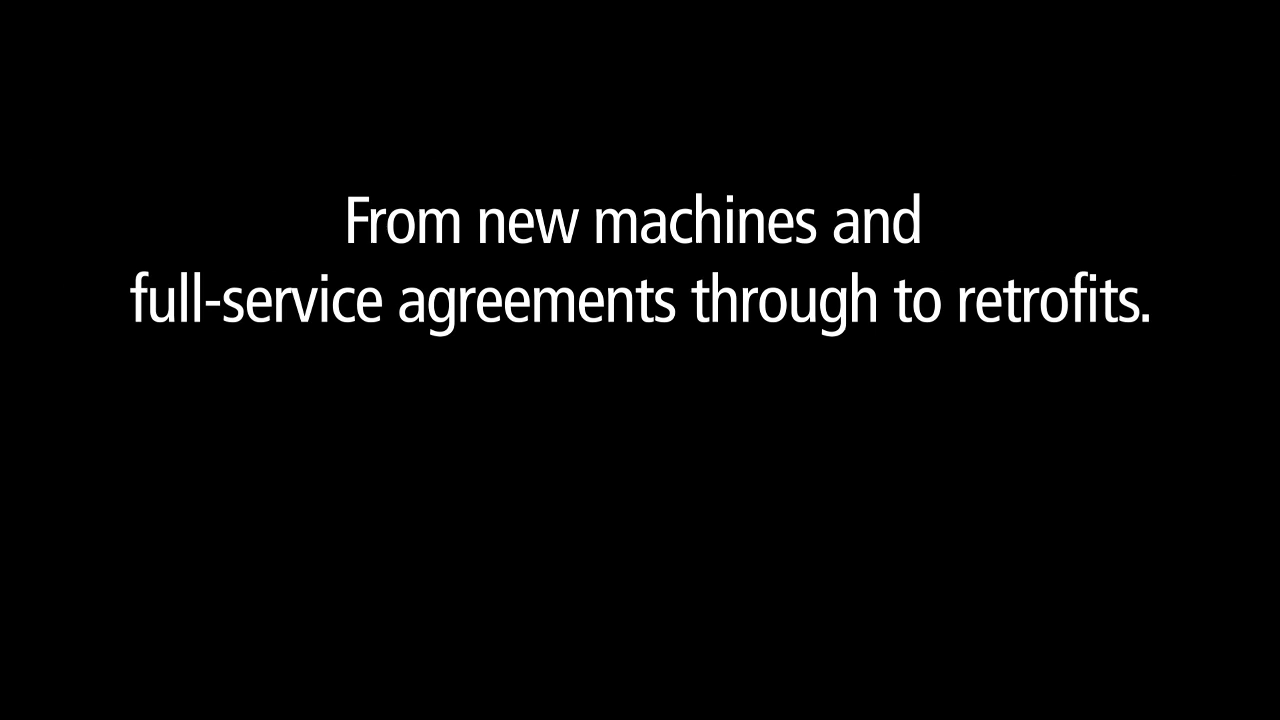 From new machines and
full-service agreements through to retrofits.